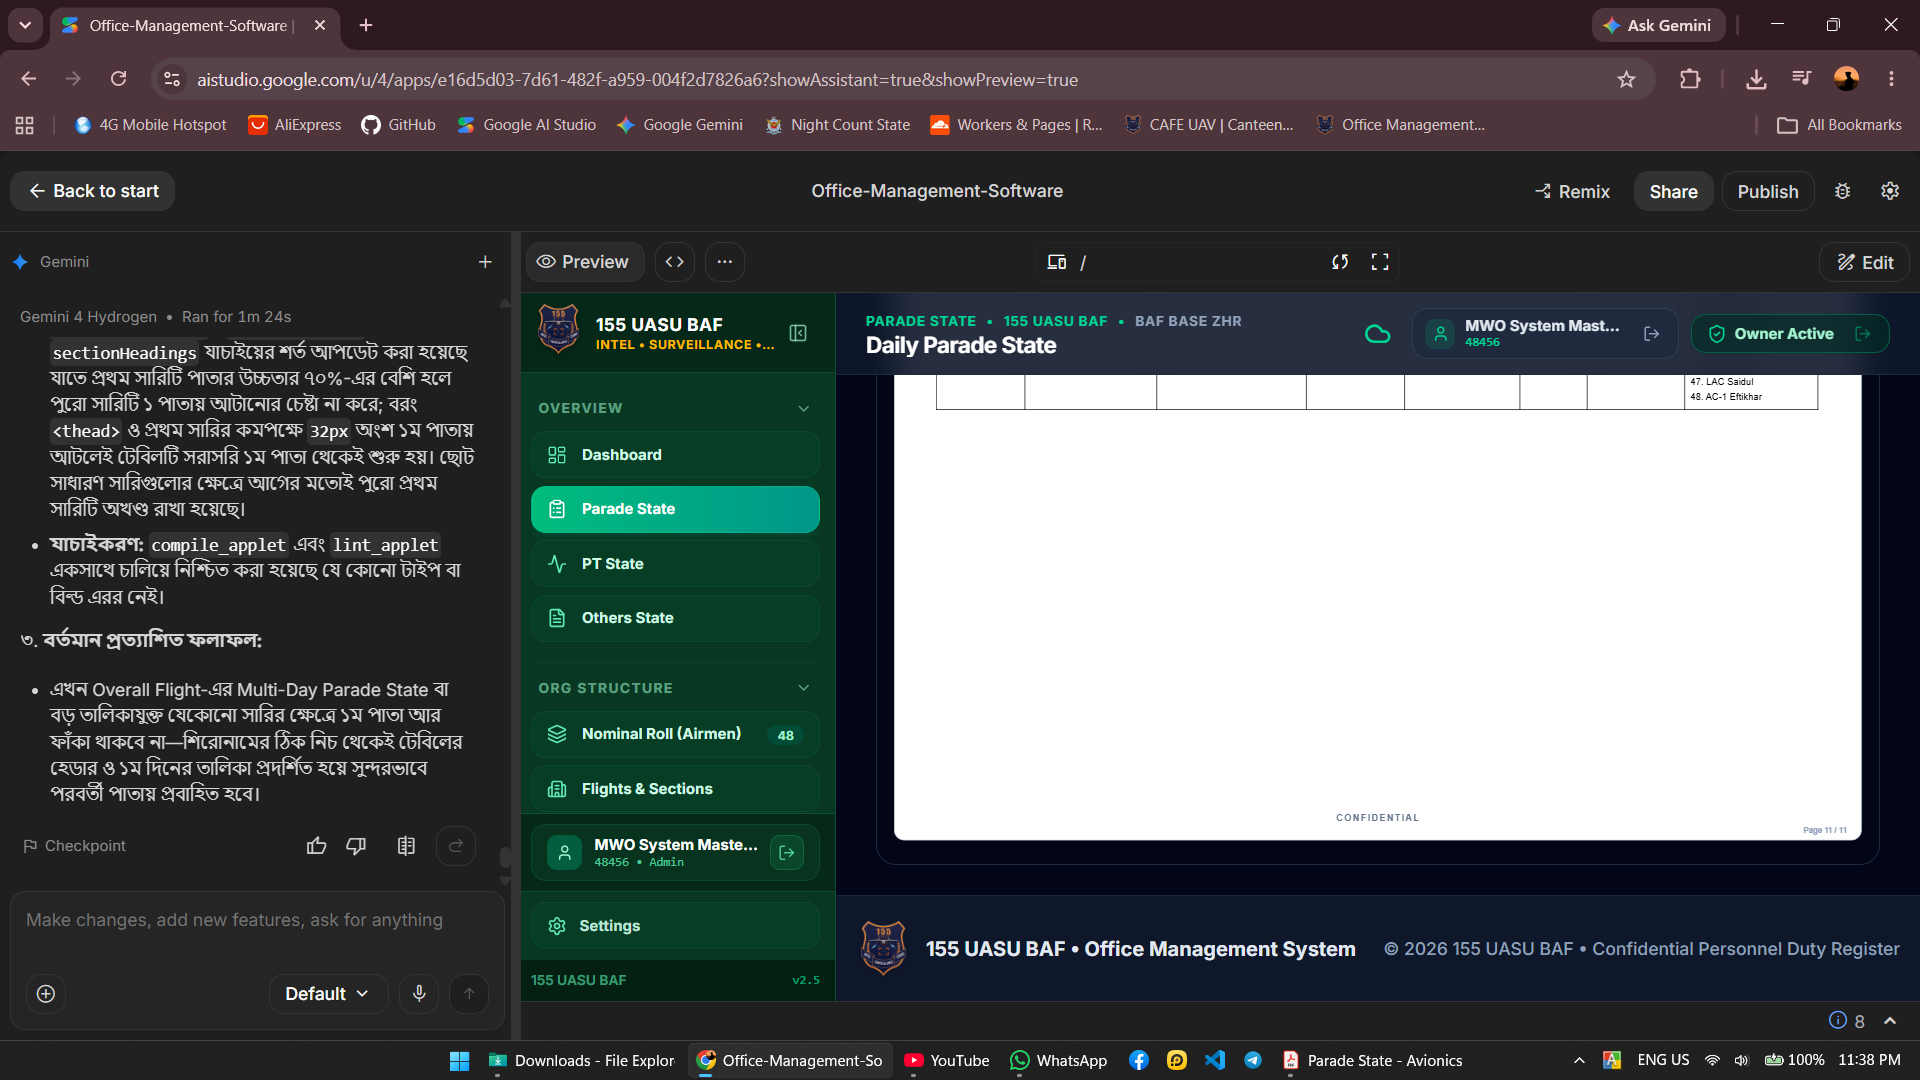 Office-Management-Software |
Ask Gemini
aistudio.google.com/u/4/apps/e16d5d03-7d61-482f-a959-004f2d7826a6?showAssistant=true&showPreview=true
4G Mobile Hotspot
AliExpress
GitHub
Google AI Studio
Google Gemini
Night Count State
Workers & Pages | R...
CAFE UAV | Canteen...
Office Management...
All Bookmarks
Back to start
Office-Management-Software
Remix
Share
Publish
Gemini
Preview
/
Edit
Gemini 4 Hydrogen • Ran for 1m 24s
sectionHeadings যাচাইয়ের শর্ত আপডেট করা হয়েছে
যাতে প্রথম সারিটি পাতার উচ্চতার ৭০%-এর বেশি হলে
পুরো সারিটি ১ পাতায় আটানোর চেষ্টা না করে; বরং
<thead> ও প্রথম সারির কমপক্ষে 32px অংশ ১ম পাতায়
আটলেই টেবিলটি সরাসরি ১ম পাতা থেকেই শুরু হয়। ছোট
সাধারণ সারিগুলোর ক্ষেত্রে আগের মতোই পুরো প্রথম
সারিটি অখণ্ড রাখা হয়েছে।
• যাচাইকরণ: compile_applet এবং lint_applet
একসাথে চালিয়ে নিশ্চিত করা হয়েছে যে কোনো টাইপ বা
বিল্ড এরর নেই।
৩. বর্তমান প্রত্যাশিত ফলাফল:
• এখন Overall Flight-এর Multi-Day Parade State বা
বড় তালিকাযুক্ত যেকোনো সারির ক্ষেত্রে ১ম পাতা আর
ফাঁকা থাকবে না—শিরোনামের ঠিক নিচ থেকেই টেবিলের
হেডার ও ১ম দিনের তালিকা প্রদর্শিত হয়ে সুন্দরভাবে
পরবর্তী পাতায় প্রবাহিত হবে।
Checkpoint
Make changes, add new features, ask for anything
Default
155 UASU BAF
INTEL • SURVEILLANCE •...
OVERVIEW
Dashboard
Parade State
PT State
Others State
ORG STRUCTURE
Nominal Roll (Airmen) 48
Flights & Sections
MWO System Maste...
48456 • Admin
Settings
155 UASU BAF v2.5
PARADE STATE • 155 UASU BAF • BAF BASE ZHR
Daily Parade State
MWO System Mast...
48456
Owner Active
47. LAC Saidul
48. AC-1 Eftikhar
CONFIDENTIAL
Page 11 / 11
155
155 UASU BAF • Office Management System
© 2026 155 UASU BAF • Confidential Personnel Duty Register
8
Downloads - File Explor
Office-Management-So
YouTube
WhatsApp
Parade State - Avionics
ENG US
100%
11:38 PM